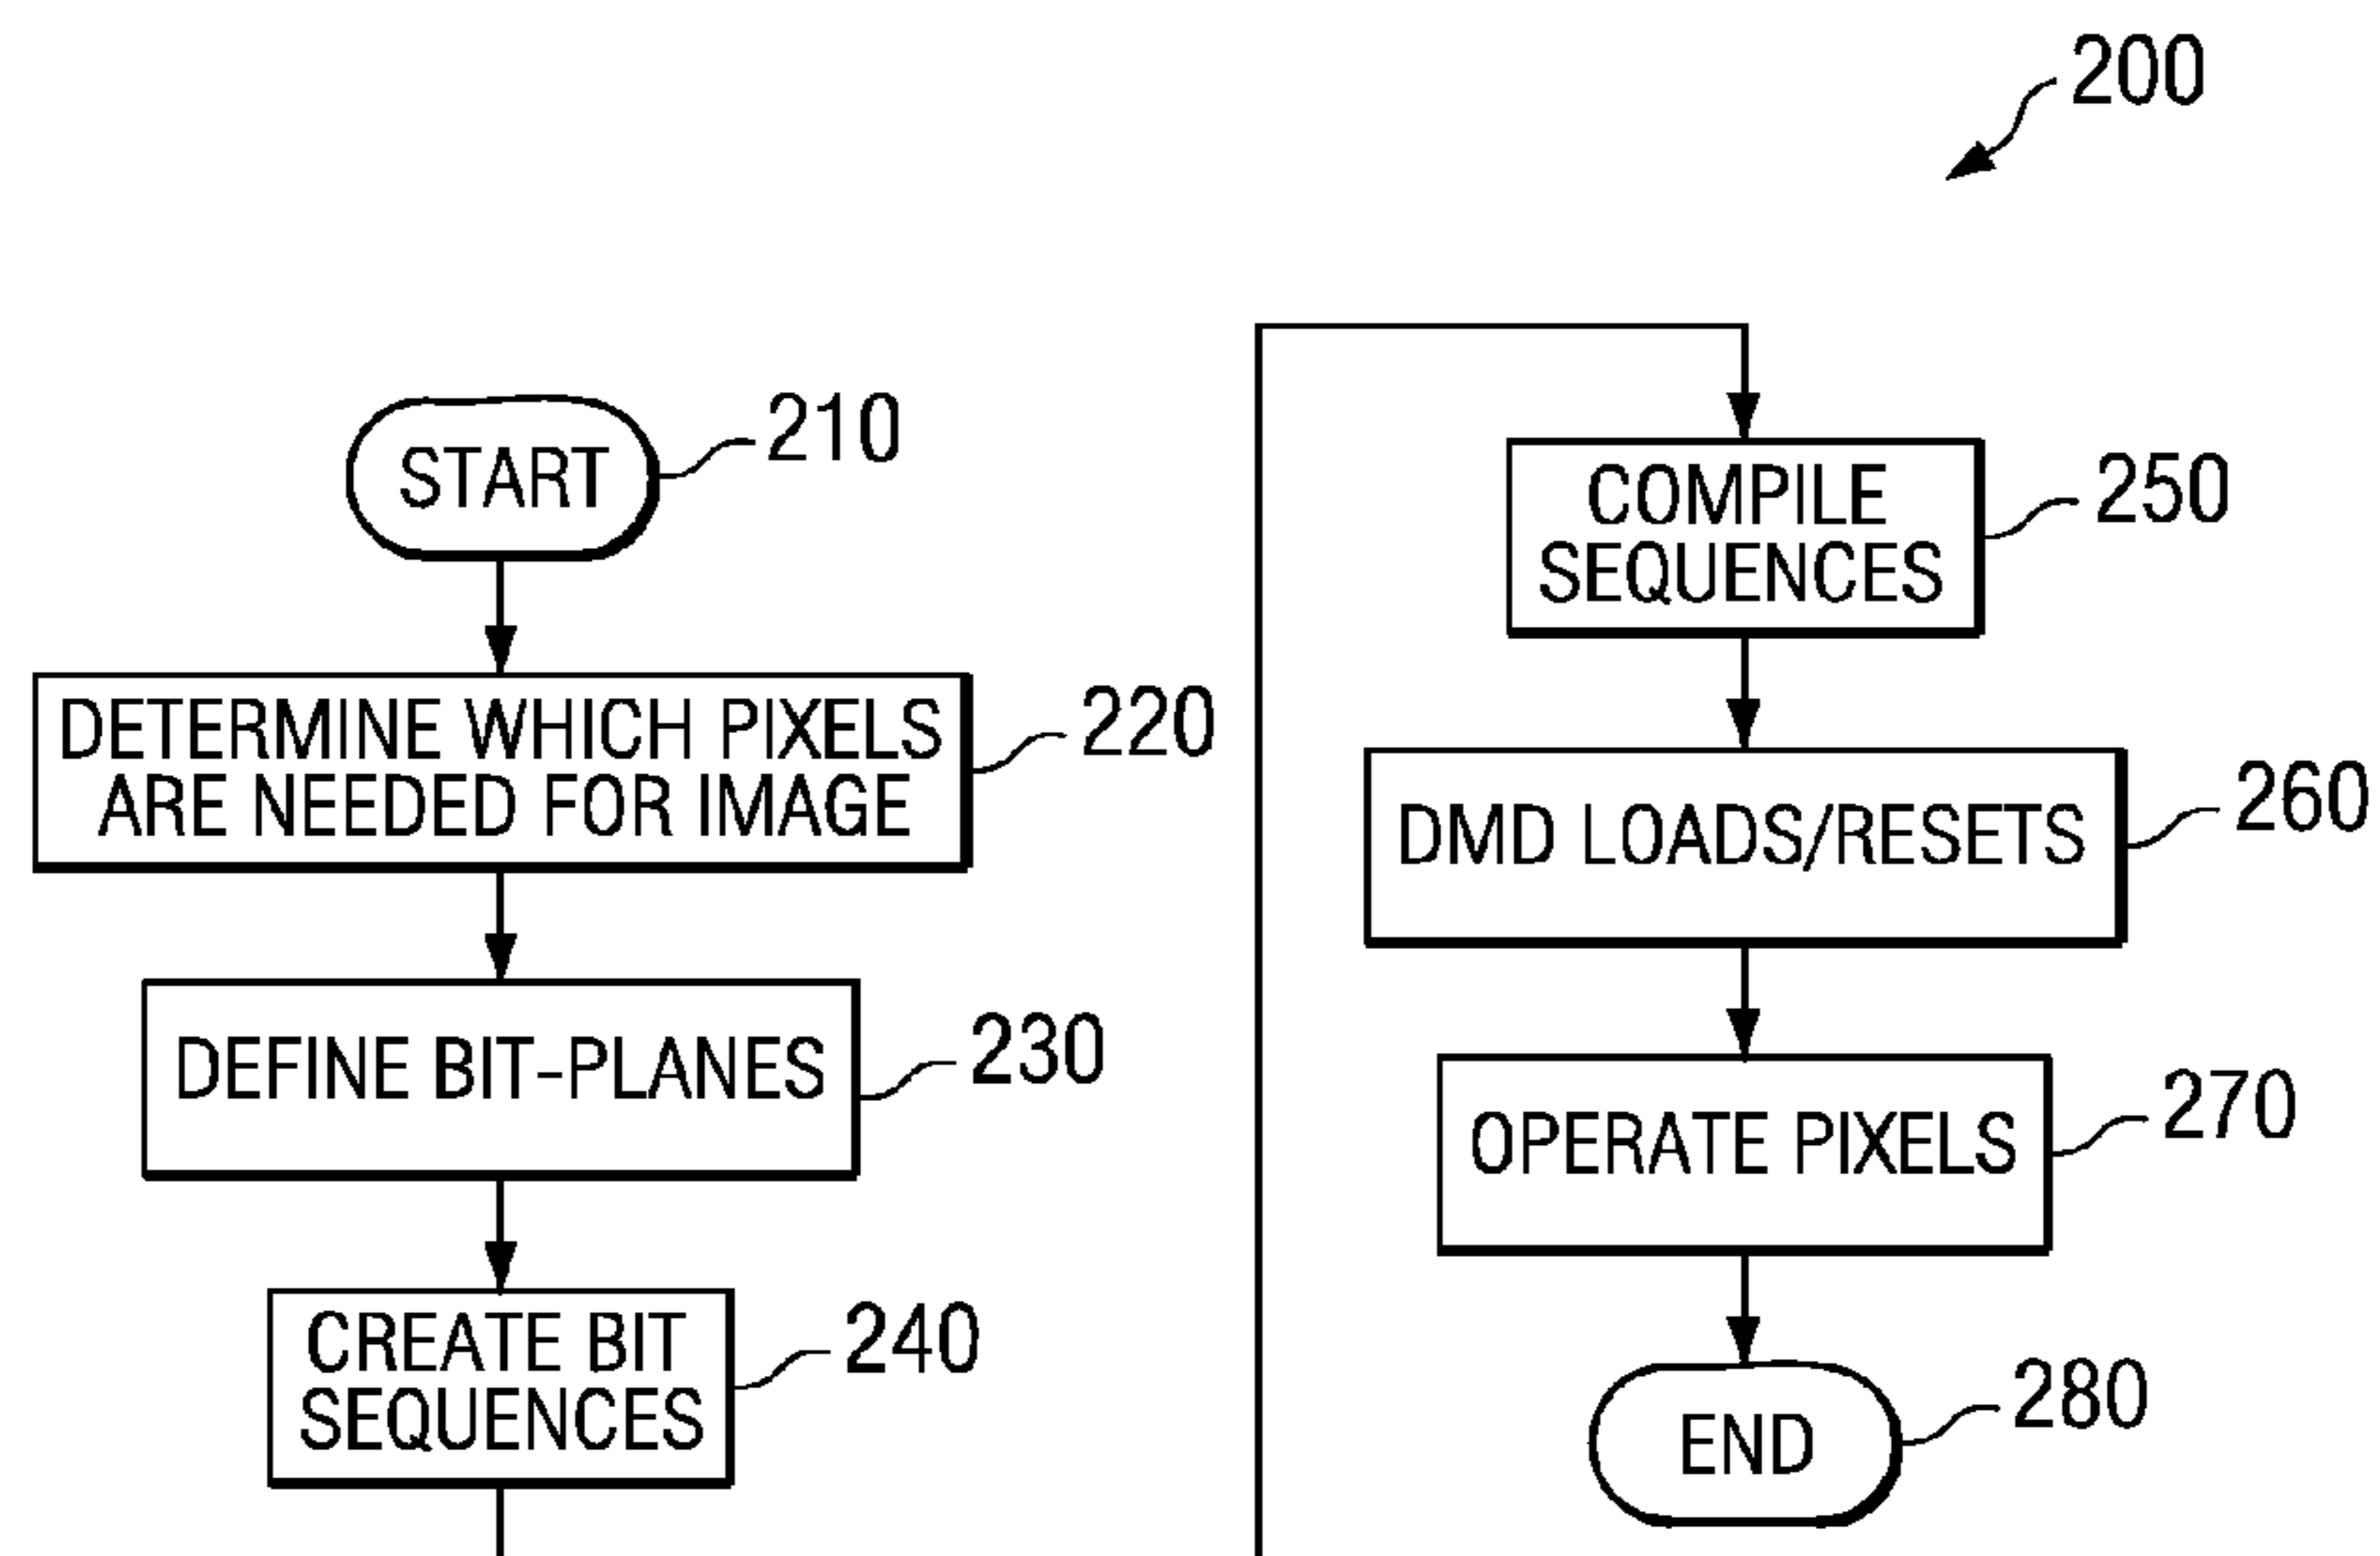 200
START
210
DETERMINE WHICH PIXELS
ARE NEEDED FOR IMAGE
220
DEFINE BIT-PLANES
230
CREATE BIT
SEQUENCES
240
COMPILE
SEQUENCES
250
DMD LOADS/RESETS
260
OPERATE PIXELS
270
END
280